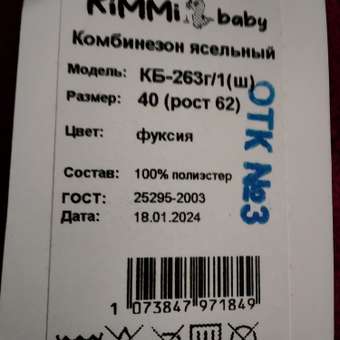 KiMMi baby
Комбинезон ясельный
Модель: КБ-263г/1(ш)
Размер: 40 (рост 62)
Цвет: фуксия
Состав: 100% полиэстер
ГОСТ: 25295-2003
Дата: 18.01.2024
ОТК №3
1 073847 971849